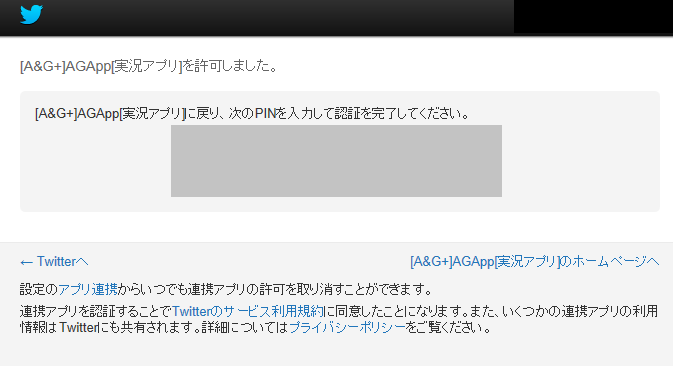 [A&G+]AGApp[実況アプリ]を許可しました。
[A&G+]AGApp[実況アプリ]に戻り、次のPINを入力して認証を完了してください。
← Twitterへ
[A&G+]AGApp[実況アプリ]のホームページへ
設定のアプリ連携からいつでも連携アプリの許可を取り消すことができます。
連携アプリを認証することでTwitterのサービス利用規約に同意したことになります。また、いくつかの連携アプリの利用
情報はTwitterにも共有されます。詳細についてはプライバシーポリシーをご覧ください。